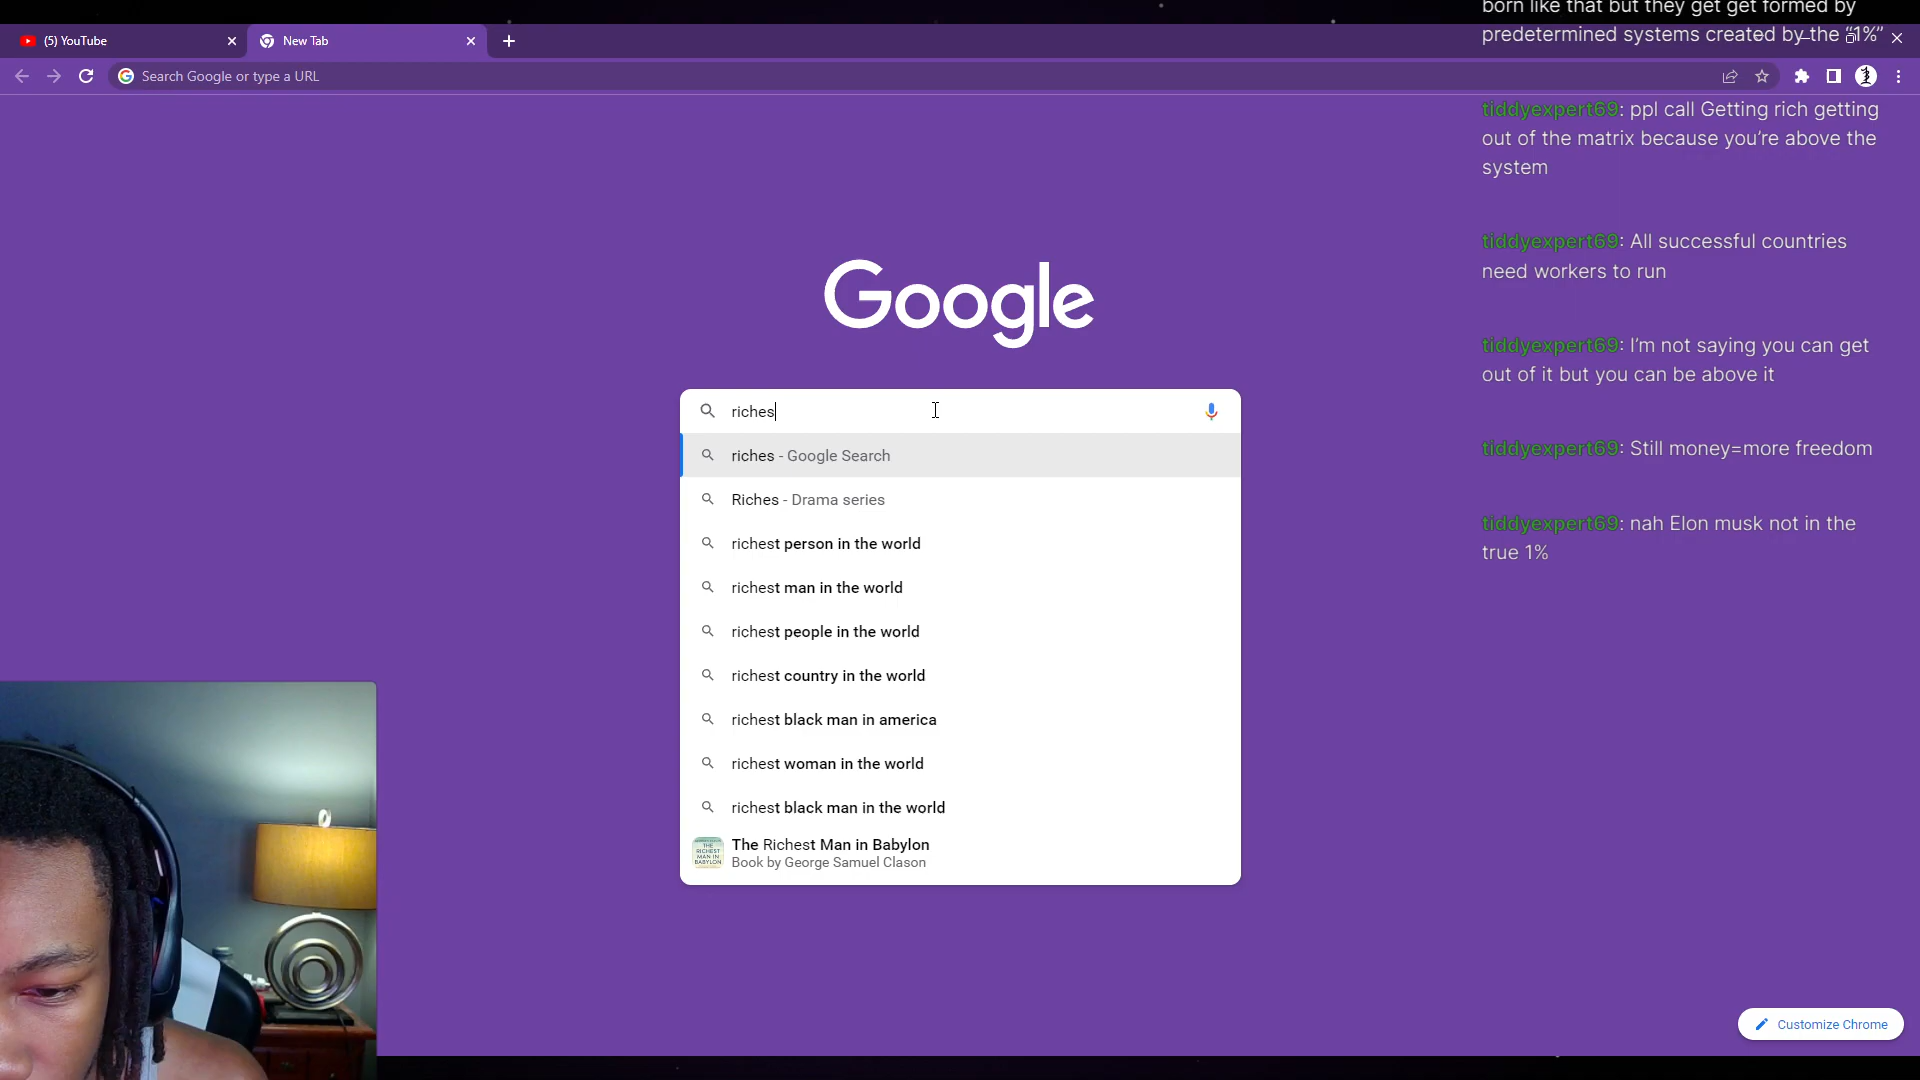 born like that but they get get formed by
predetermined systems created by the “1%”
(5) YouTube
New Tab
Search Google or type a URL
tiddyexpert69: ppl call Getting rich getting
out of the matrix because you’re above the
system
tiddyexpert69: All successful countries
need workers to run
tiddyexpert69: I’m not saying you can get
out of it but you can be above it
tiddyexpert69: Still money=more freedom
tiddyexpert69: nah Elon musk not in the
true 1%
Google
riches
riches - Google Search
Riches - Drama series
richest person in the world
richest man in the world
richest people in the world
richest country in the world
richest black man in america
richest woman in the world
richest black man in the world
THE
RICHEST
MAN IN
BABYLON
The Richest Man in Babylon
Book by George Samuel Clason
Customize Chrome